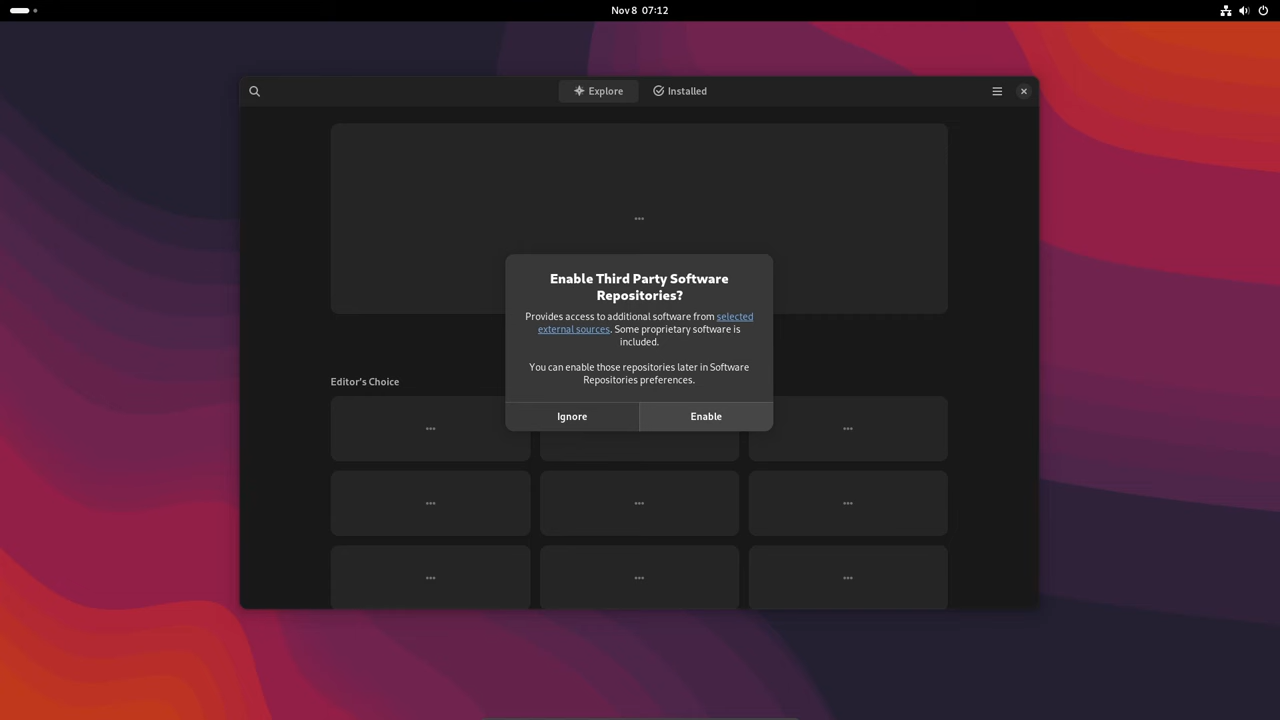 Nov 8 07:12
Explore
Installed
Enable Third Party Software
Repositories?
Provides access to additional software from selected
external sources. Some proprietary software is
included.
You can enable those repositories later in Software
Repositories preferences.
Ignore
Enable
Editor's Choice